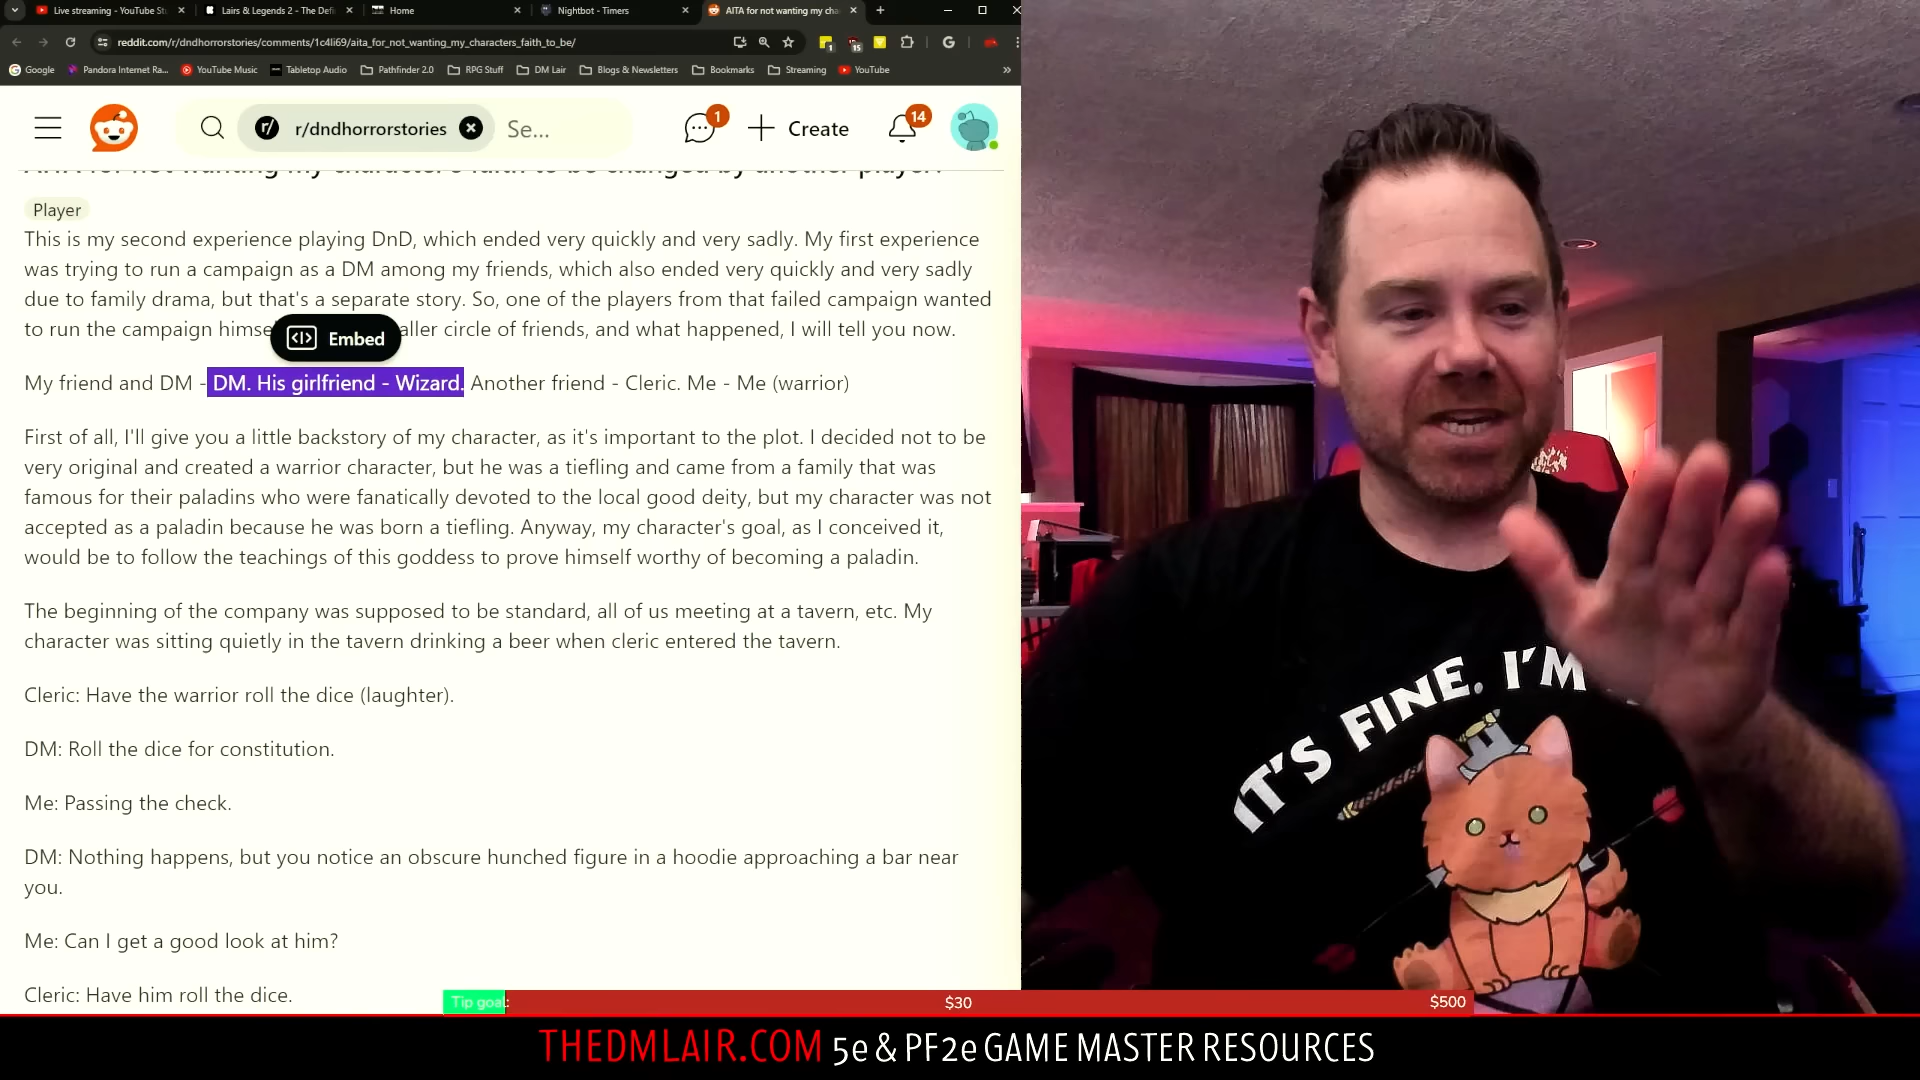 Live streaming - YouTube St
Lairs & Legends 2 - The Defi
Home
Nightbot - Timers
AITA for not wanting my cha
reddit.com/r/dndhorrorstories/comments/1c4li69/aita_for_not_wanting_my_characters_faith_to_be/
1
15
Google
Pandora Internet Ra...
YouTube Music
Tabletop Audio
Pathfinder 2.0
RPG Stuff
DM Lair
Blogs & Newsletters
Bookmarks
Streaming
YouTube
r/
r/dndhorrorstories
Se...
1
Create
14
AITA for not wanting my character's faith to be changed by another player?
Player
This is my second experience playing DnD, which ended very quickly and very sadly. My first experience
was trying to run a campaign as a DM among my friends, which also ended very quickly and very sadly
due to family drama, but that's a separate story. So, one of the players from that failed campaign wanted
to run the campaign himse aller circle of friends, and what happened, I will tell you now.
Embed
My friend and DM - DM. His girlfriend - Wizard. Another friend - Cleric. Me - Me (warrior)
First of all, I'll give you a little backstory of my character, as it's important to the plot. I decided not to be
very original and created a warrior character, but he was a tiefling and came from a family that was
famous for their paladins who were fanatically devoted to the local good deity, but my character was not
accepted as a paladin because he was born a tiefling. Anyway, my character's goal, as I conceived it,
would be to follow the teachings of this goddess to prove himself worthy of becoming a paladin.
The beginning of the company was supposed to be standard, all of us meeting at a tavern, etc. My
character was sitting quietly in the tavern drinking a beer when cleric entered the tavern.
Cleric: Have the warrior roll the dice (laughter).
DM: Roll the dice for constitution.
Me: Passing the check.
DM: Nothing happens, but you notice an obscure hunched figure in a hoodie approaching a bar near
you.
Me: Can I get a good look at him?
Cleric: Have him roll the dice.
IT'S FINE. I'M
Tip goal:
$30
$500
THEDMLAIR.COM 5e & PF2e GAME MASTER RESOURCES